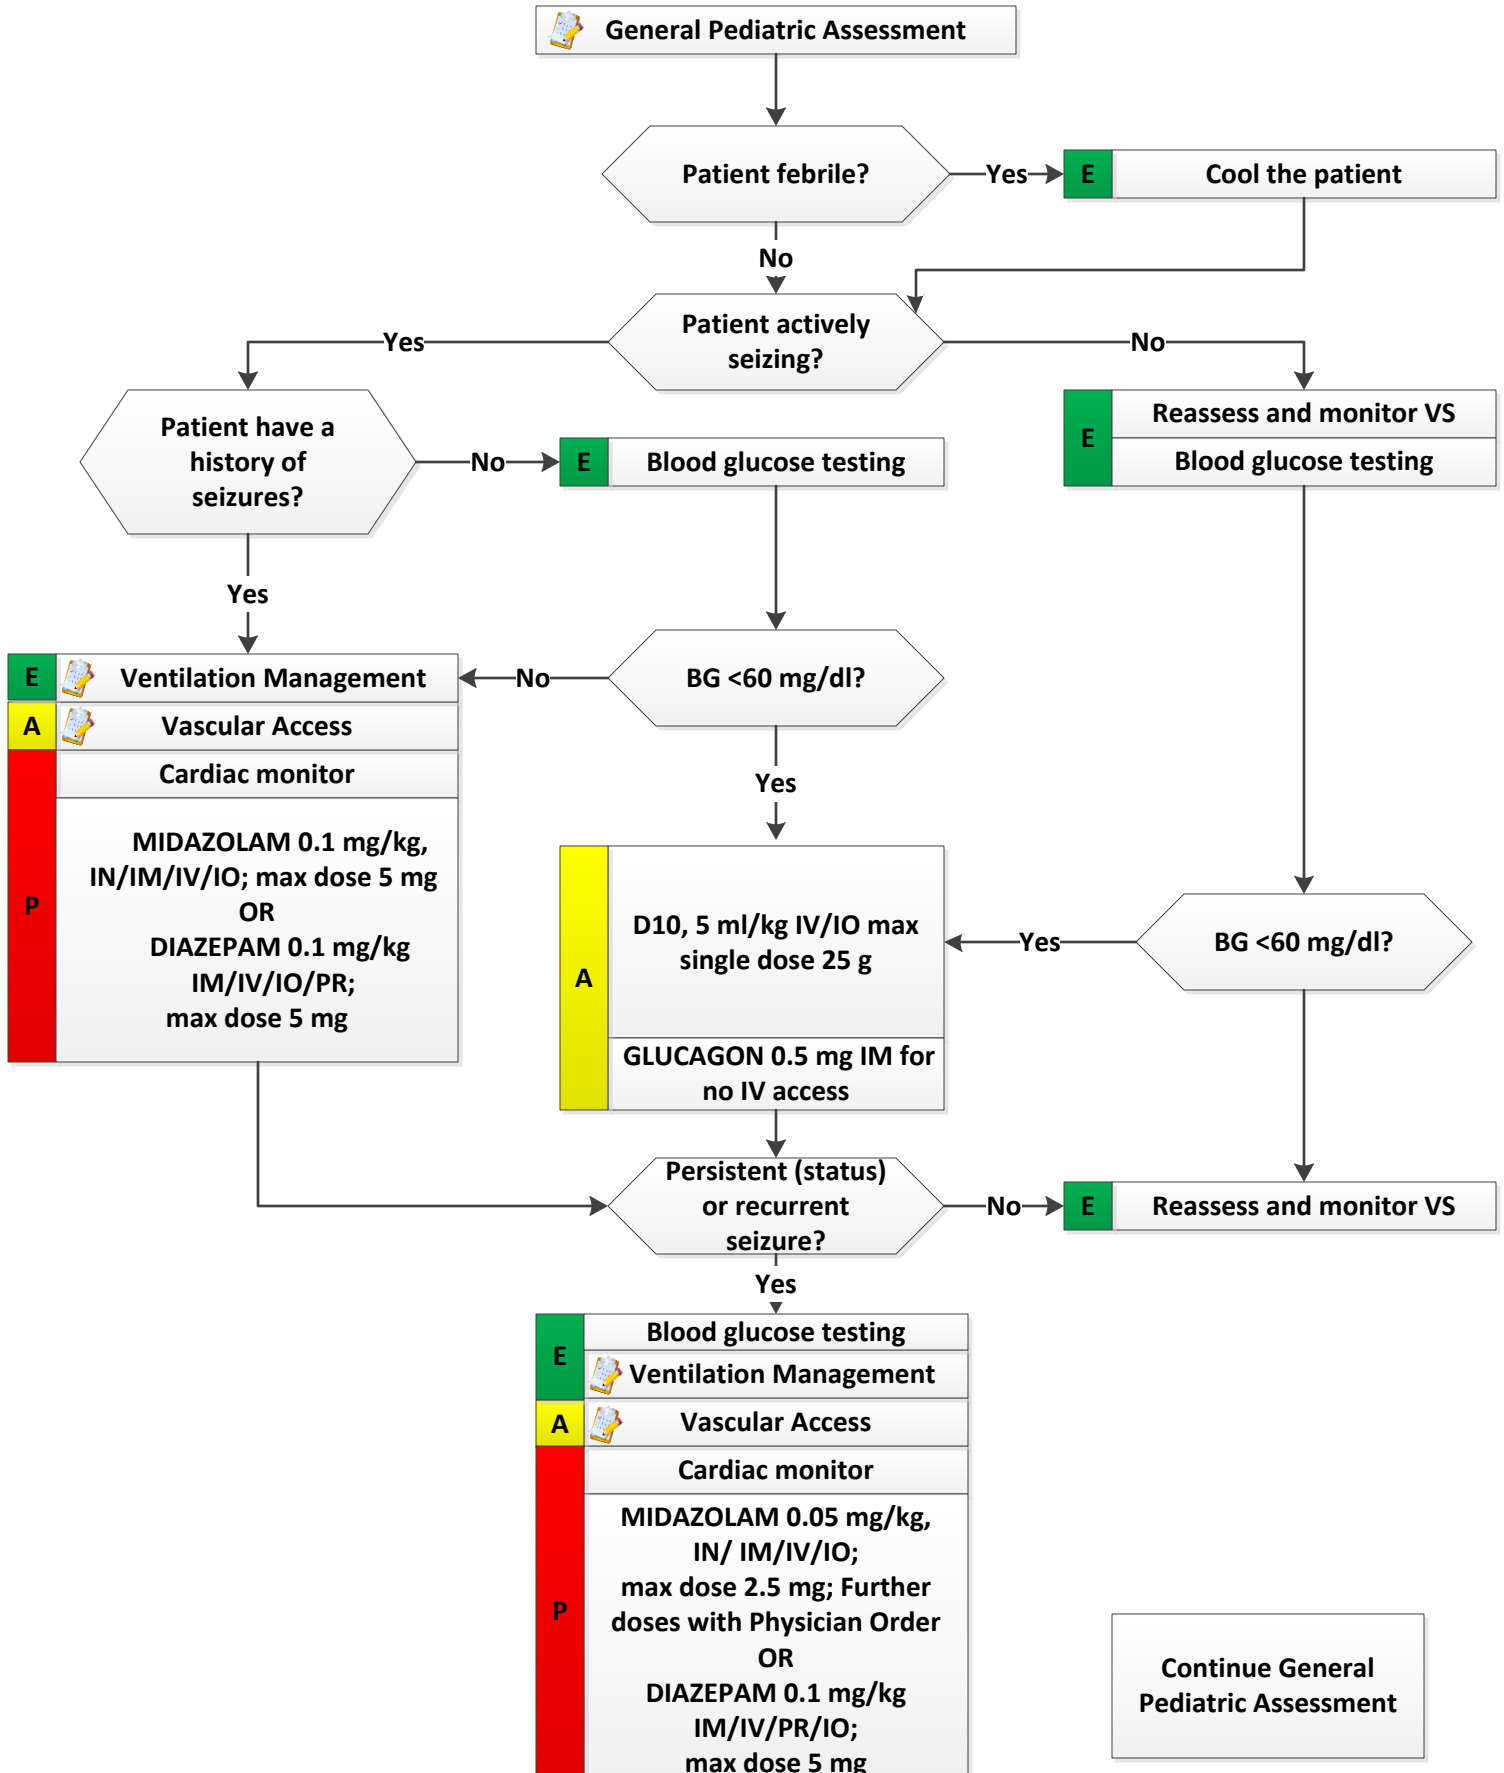 General Pediatric Assessment
Patient febrile?
Yes
E
Cool the patient
No
Patient actively
seizing?
Yes
No
Patient have a
history of
seizures?
No
E
Blood glucose testing
E
Reassess and monitor VS
Blood glucose testing
Yes
E
Ventilation Management
A
Vascular Access
P
Cardiac monitor
MIDAZOLAM 0.1 mg/kg,
IN/IM/IV/IO; max dose 5 mg
OR
DIAZEPAM 0.1 mg/kg
IM/IV/IO/PR;
max dose 5 mg
No
BG <60 mg/dl?
Yes
A
D10, 5 ml/kg IV/IO max
single dose 25 g
GLUCAGON 0.5 mg IM for
no IV access
Yes
BG <60 mg/dl?
Persistent (status)
or recurrent
seizure?
No
E
Reassess and monitor VS
Yes
E
Blood glucose testing
Ventilation Management
A
Vascular Access
P
Cardiac monitor
MIDAZOLAM 0.05 mg/kg,
IN/ IM/IV/IO;
max dose 2.5 mg; Further
doses with Physician Order
OR
DIAZEPAM 0.1 mg/kg
IM/IV/PR/IO;
max dose 5 mg
Continue General
Pediatric Assessment